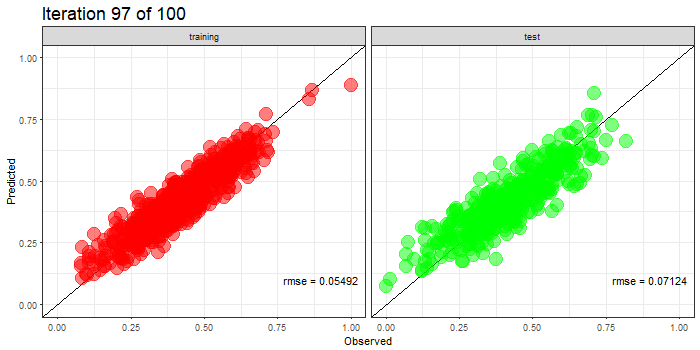 Iteration 97 of 100
training
test
1.00
0.75
0.50
0.25
0.00
Predicted
rmse = 0.05492
rmse = 0.07124
0.00 0.25 0.50 0.75 1.00 0.00 0.25 0.50 0.75 1.00
Observed